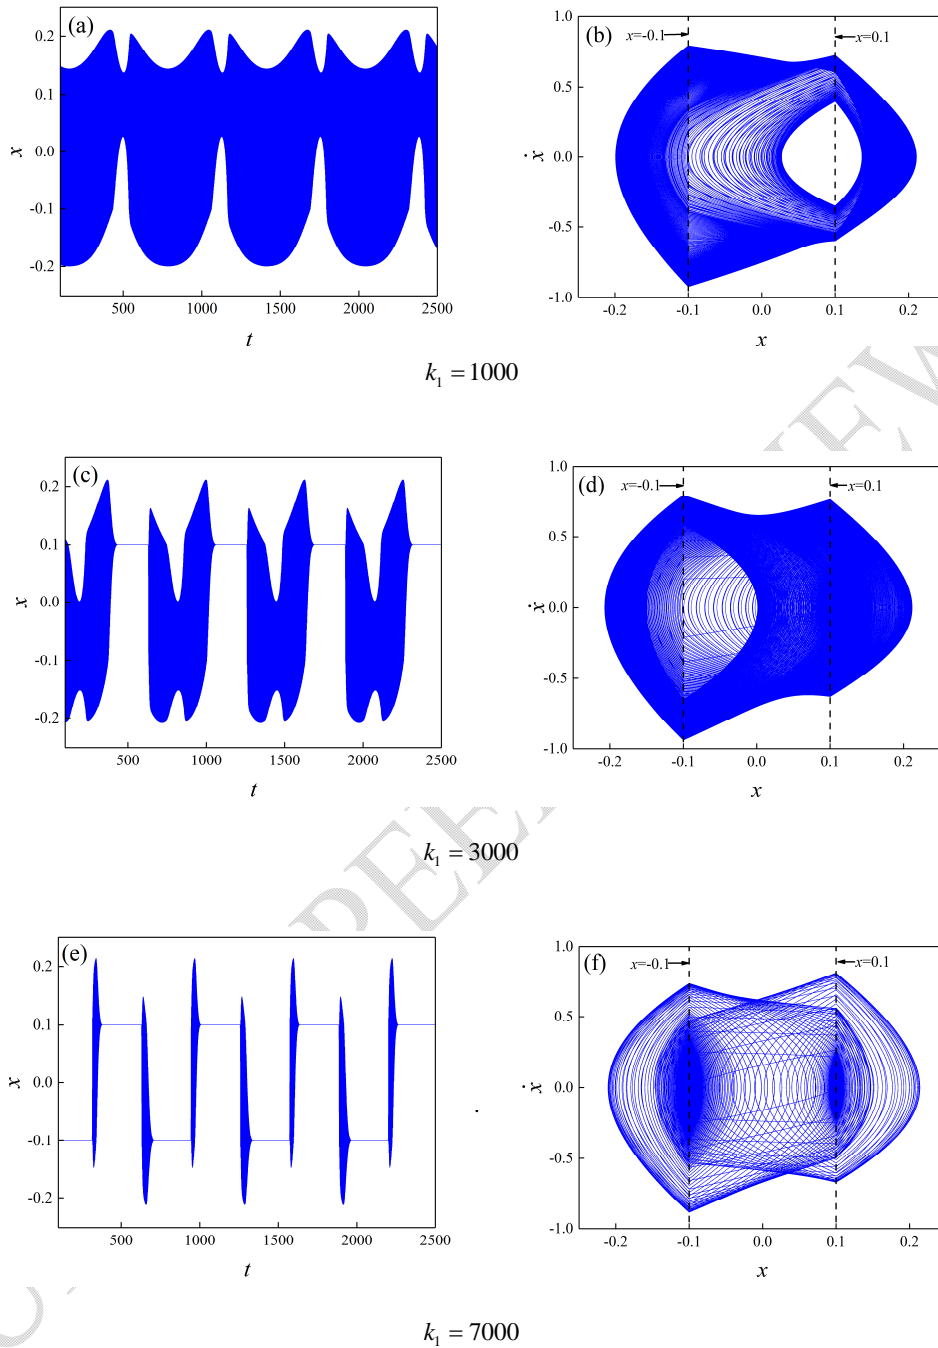 (a)
0.2
0.1
0.0
-0.1
-0.2
x
500 1000 1500 2000 2500
t
(b)
x=-0.1
x=0.1
1.0
0.5
0.0
-0.5
-1.0
ẋ
-0.2 -0.1 0.0 0.1 0.2
x
k₁ = 1000
(c)
0.2
0.1
0.0
-0.1
-0.2
x
500 1000 1500 2000 2500
t
(d)
x=-0.1
x=0.1
1.0
0.5
0.0
-0.5
-1.0
ẋ
-0.2 -0.1 0.0 0.1 0.2
x
k₁ = 3000
(e)
0.2
0.1
0.0
-0.1
-0.2
x
500 1000 1500 2000 2500
t
.
(f)
x=-0.1
x=0.1
1.0
0.5
0.0
-0.5
-1.0
ẋ
-0.2 -0.1 0.0 0.1 0.2
x
k₁ = 7000